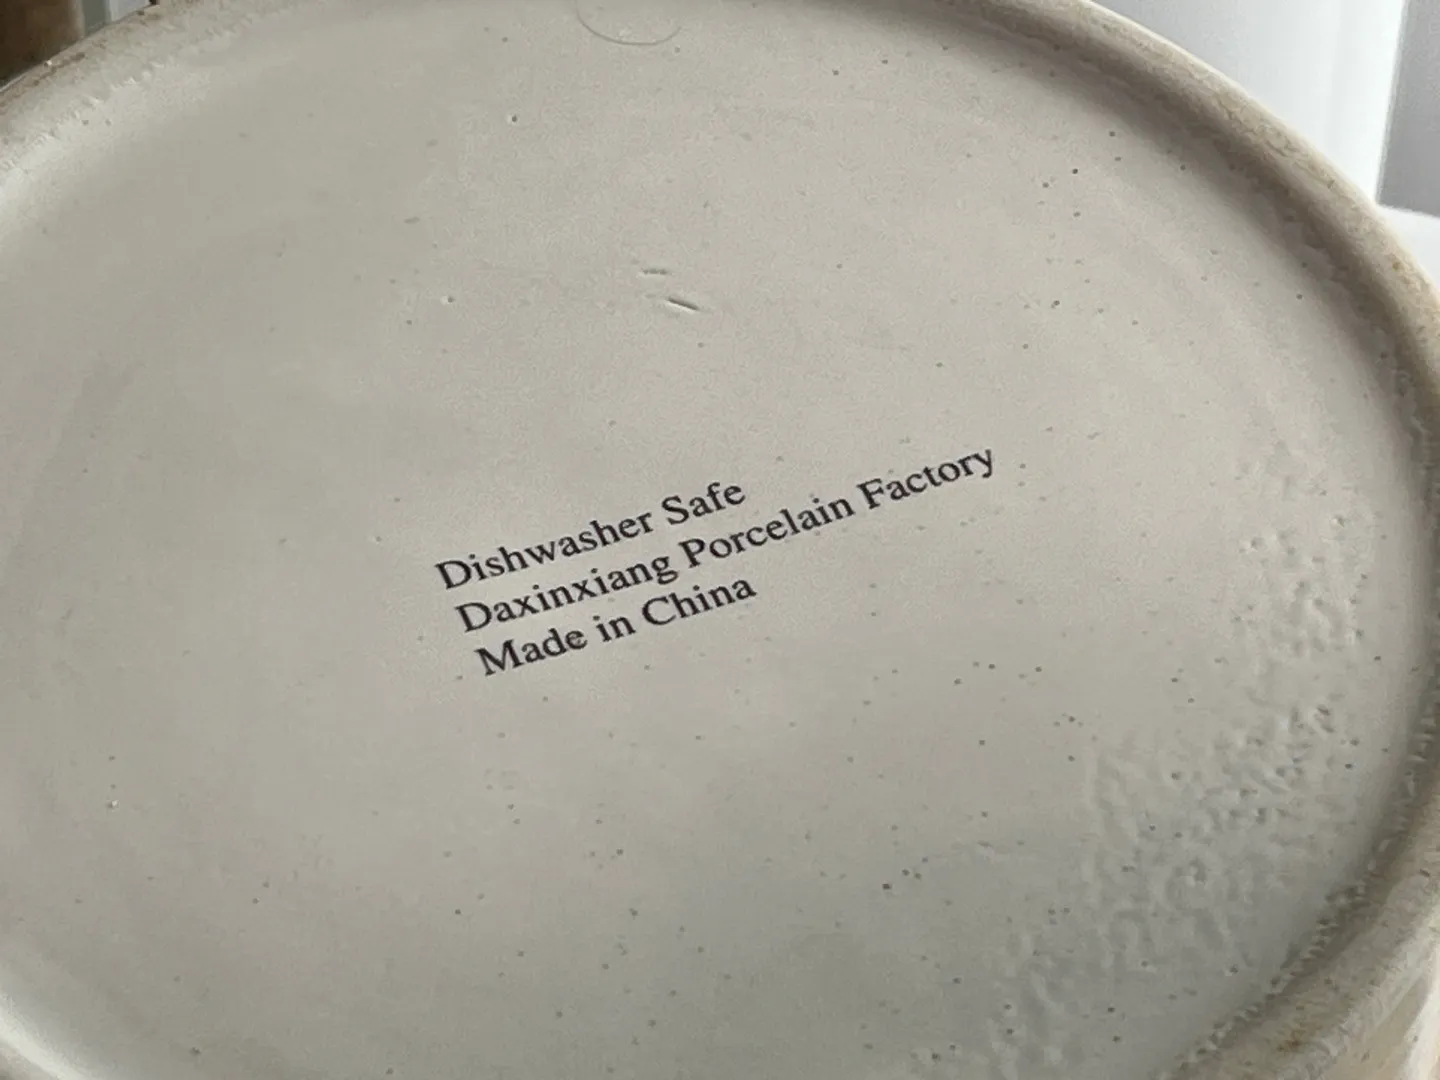 Dishwasher Safe
Daxinxiang Porcelain Factory
Made in China